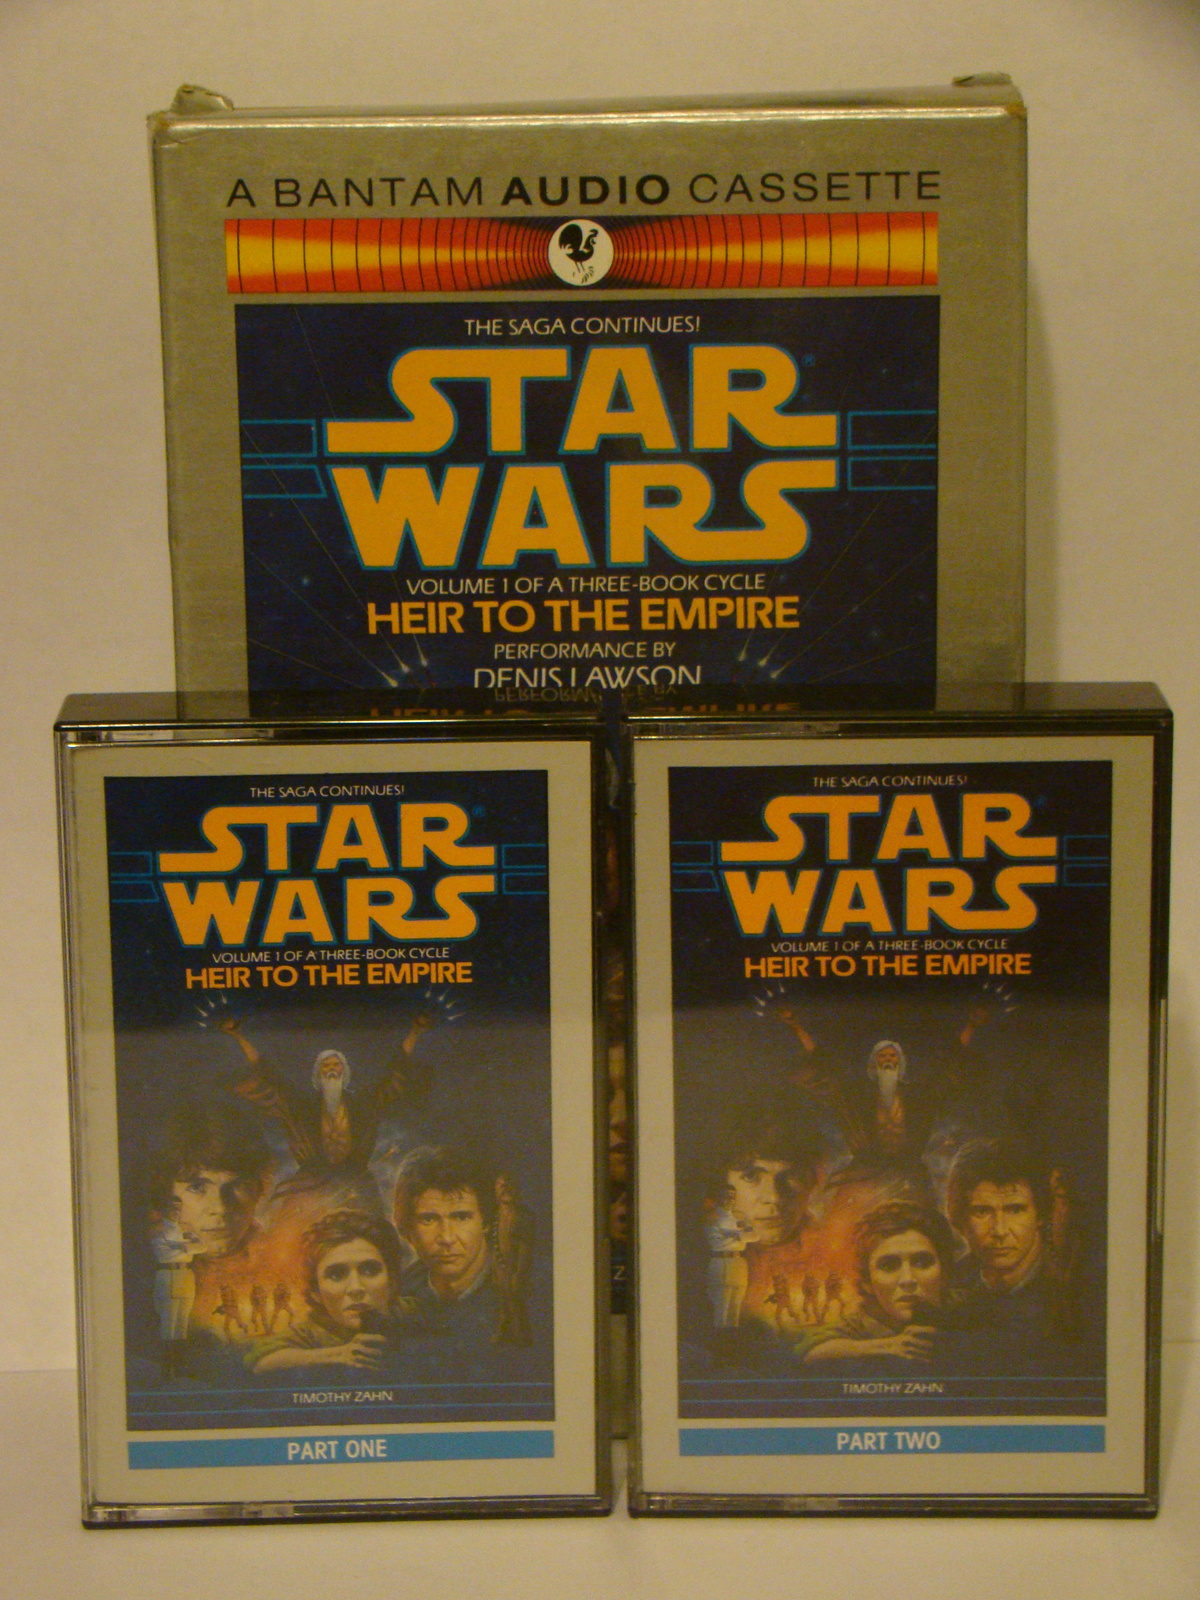 A BANTAM AUDIO CASSETTE
THE SAGA CONTINUES!
STAR
WARS
VOLUME 1 OF A THREE-BOOK CYCLE
HEIR TO THE EMPIRE
PERFORMANCE BY
DENIS LAWSON
THE SAGA CONTINUES!
STAR
WARS
VOLUME 1 OF A THREE-BOOK CYCLE
HEIR TO THE EMPIRE
TIMOTHY ZAHN
PART ONE
THE SAGA CONTINUES!
STAR
WARS
VOLUME 1 OF A THREE-BOOK CYCLE
HEIR TO THE EMPIRE
TIMOTHY ZAHN
PART TWO